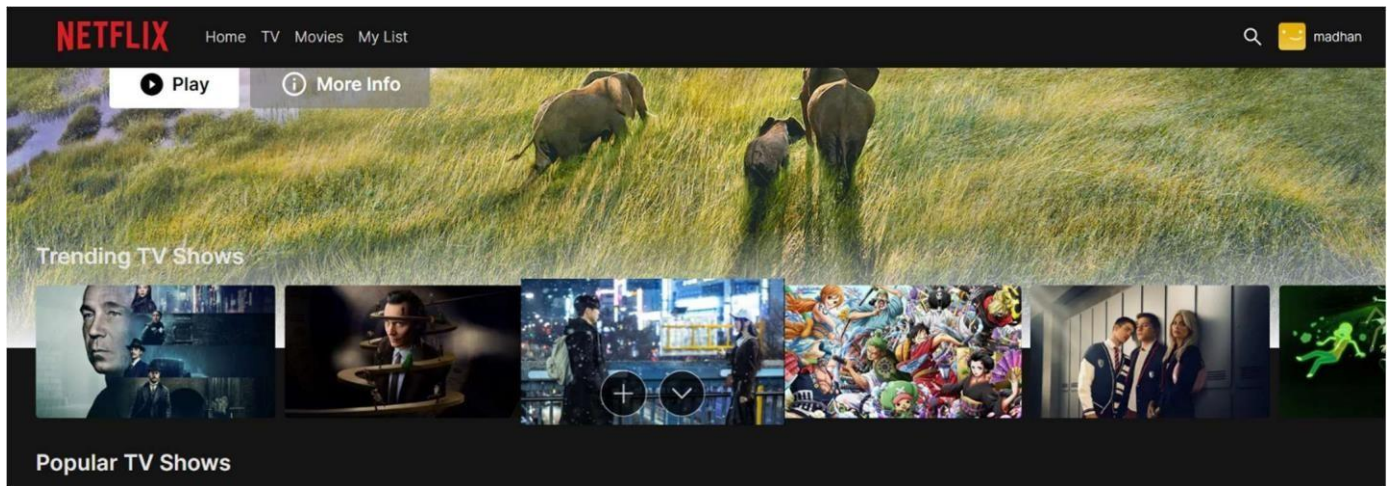 NETFLIX Home TV Movies My List madhan
Play More Info
Trending TV Shows
Popular TV Shows